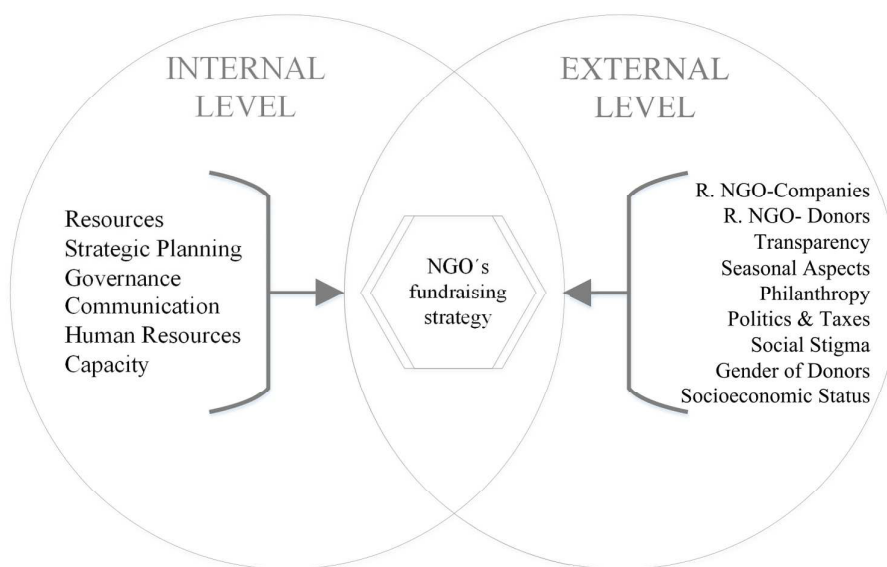 INTERNAL
LEVEL
Resources
Strategic Planning
Governance
Communication
Human Resources
Capacity
NGO´s
fundraising
strategy
EXTERNAL
LEVEL
R. NGO-Companies
R. NGO- Donors
Transparency
Seasonal Aspects
Philanthropy
Politics & Taxes
Social Stigma
Gender of Donors
Socioeconomic Status